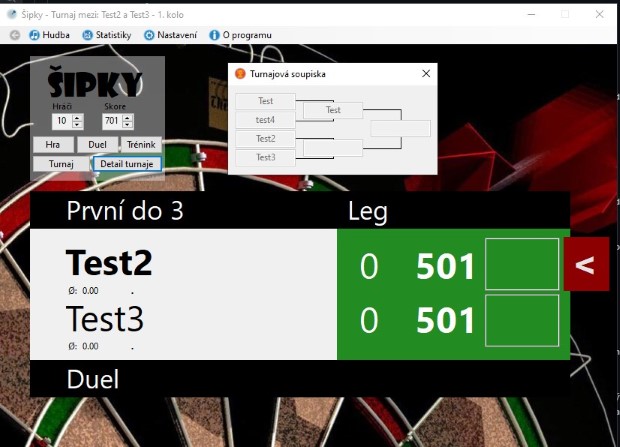 Šipky - Turnaj mezi: Test2 a Test3 - 1. kolo
Hudba Statistiky Nastavení O programu
ŠIPKY
Hráči Skore
10 701
Hra Duel Trénink
Turnaj Detail turnaje
Turnajová soupiska
Test
test4
Test2
Test3
Test
První do 3 Leg
Test2 0 501
Ø: 0.00 .
Test3 0 501
Ø: 0.00 .
<
Duel